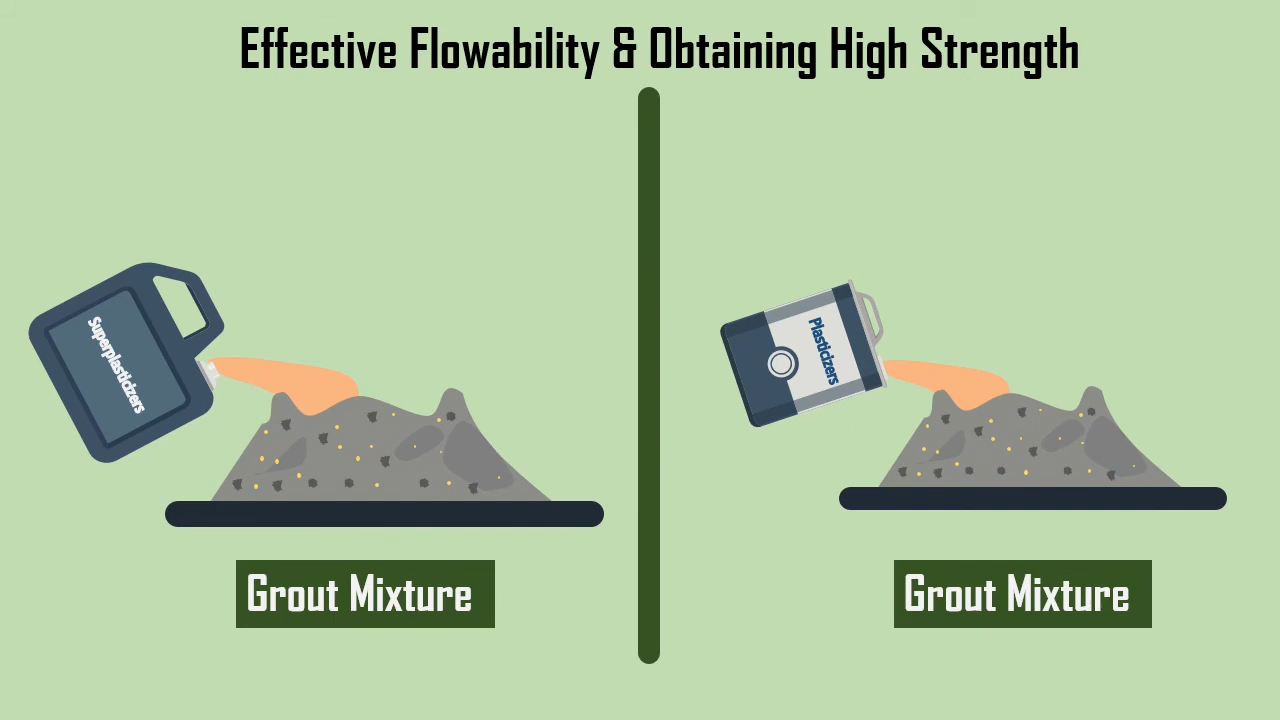 Effective Flowability & Obtaining High Strength
Superplasticizers
Plasticizers
Grout Mixture
Grout Mixture